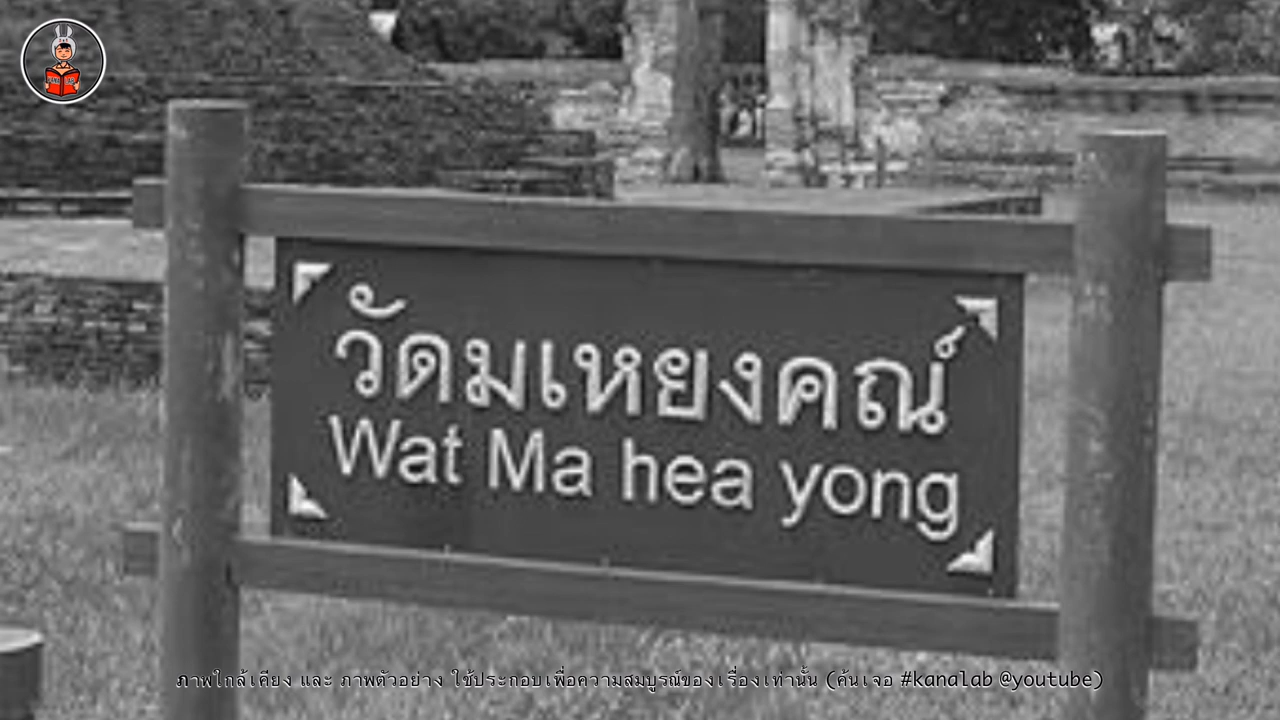 วัดมเหยงคณ์
Wat Ma hea yong
ภาพใกล้เคียง และ ภาพตัวอย่าง ใช้ประกอบเพื่อความสมบูรณ์ของเรื่องเท่านั้น (ค้นเจอ #kanalab @youtube)